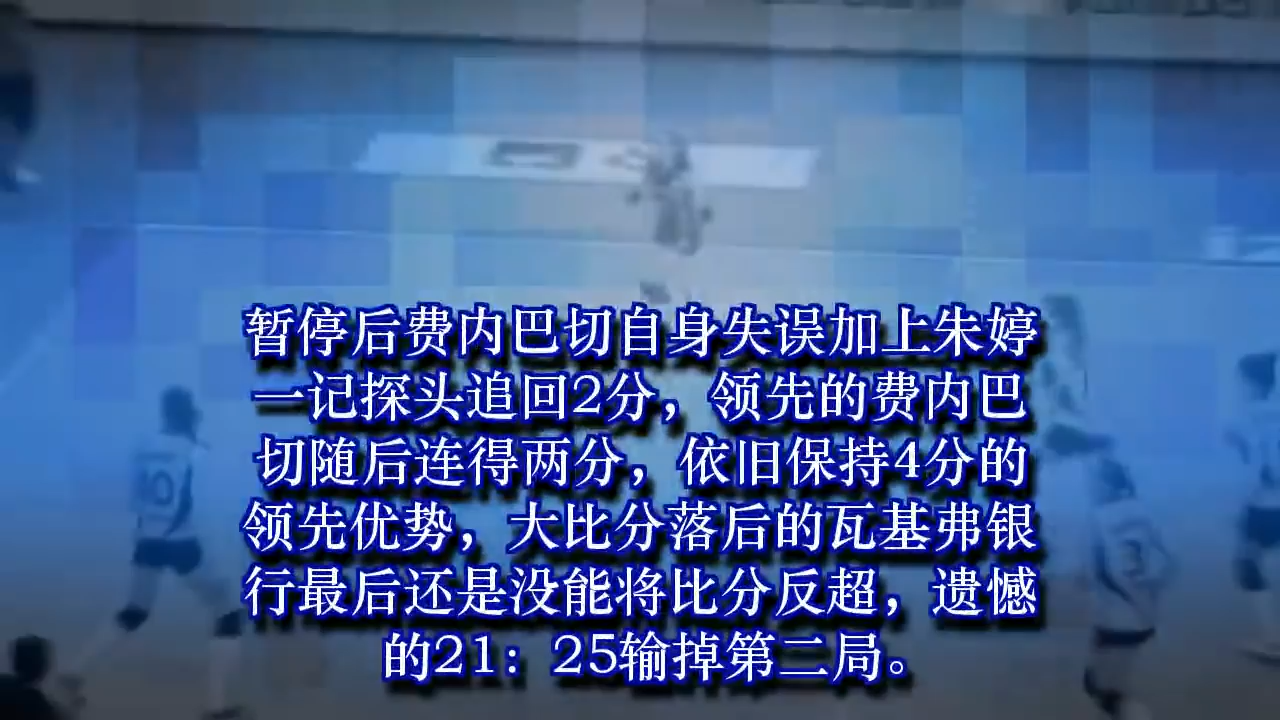 暂停后费内巴切自身失误加上朱婷
一记探头追回2分，领先的费内巴
切随后连得两分，依旧保持4分的
领先优势，大比分落后的瓦基弗银
行最后还是没能将比分反超，遗憾
的21：25输掉第二局。
3